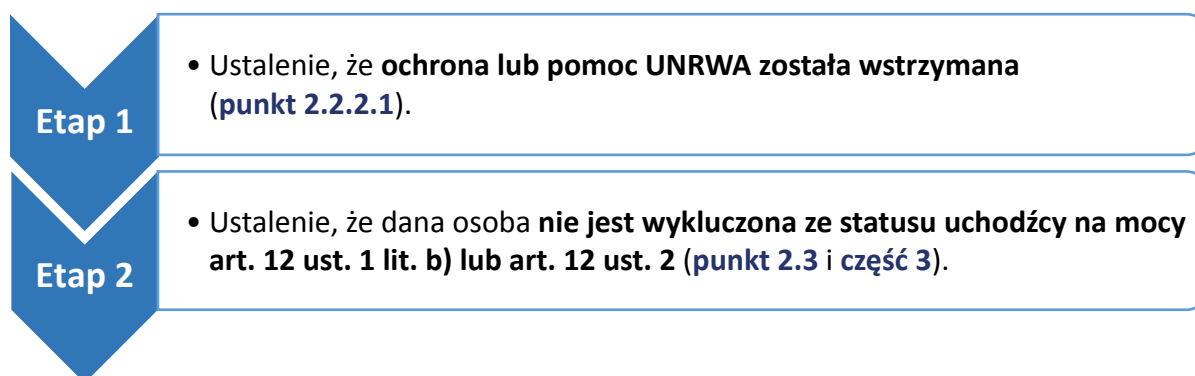 Etap 1
• Ustalenie, że ochrona lub pomoc UNRWA została wstrzymana
(punkt 2.2.2.1).
Etap 2
• Ustalenie, że dana osoba nie jest wykluczona ze statusu uchodźcy na mocy
art. 12 ust. 1 lit. b) lub art. 12 ust. 2 (punkt 2.3 i część 3).